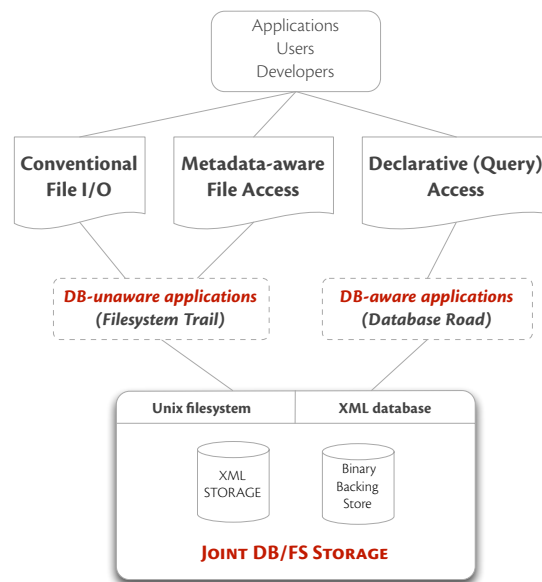 Applications
Users
Developers
Conventional
File I/O
Metadata-aware
File Access
Declarative (Query)
Access
DB-unaware applications
(Filesystem Trail)
DB-aware applications
(Database Road)
Unix filesystem
XML database
XML
STORAGE
Binary
Backing
Store
JOINT DB/FS STORAGE